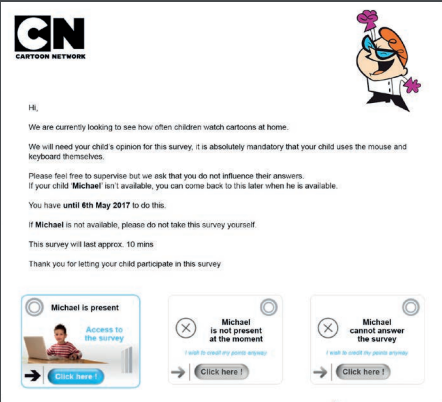 CN
CARTOON NETWORK
Hi,
We are currently looking to see how often children watch cartoons at home.
We will need your child's opinion for this survey, it is absolutely mandatory that your child uses the mouse and
keyboard themselves.
Please feel free to supervise but we ask that you do not influence their answers.
If your child 'Michael' isn't available, you can come back to this later when he is available.
You have until 6th May 2017 to do this.
If Michael is not available, please do not take this survey yourself.
This survey will last approx. 10 mins
Thank you for letting your child participate in this survey
Michael is present
Access to
the survey
Click here !
Michael
is not present
at the moment
I wish to credit my points anyway
Click here !
Michael
cannot answer
the survey
I wish to credit my points anyway
Click here !